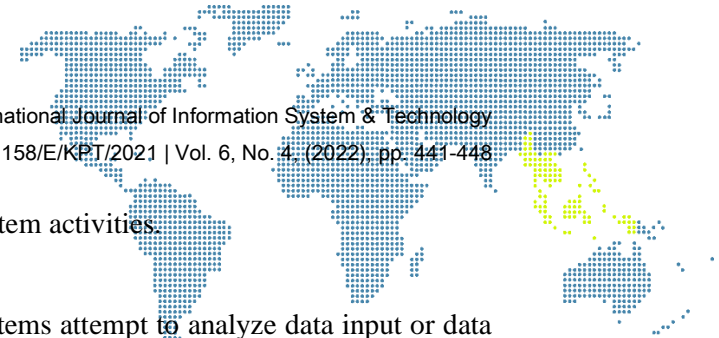 national Journal of Information System & Technology
158/E/KPT/2021 | Vol. 6, No. 4, (2022), pp. 441-448
tem activities.
tems attempt to analyze data input or data